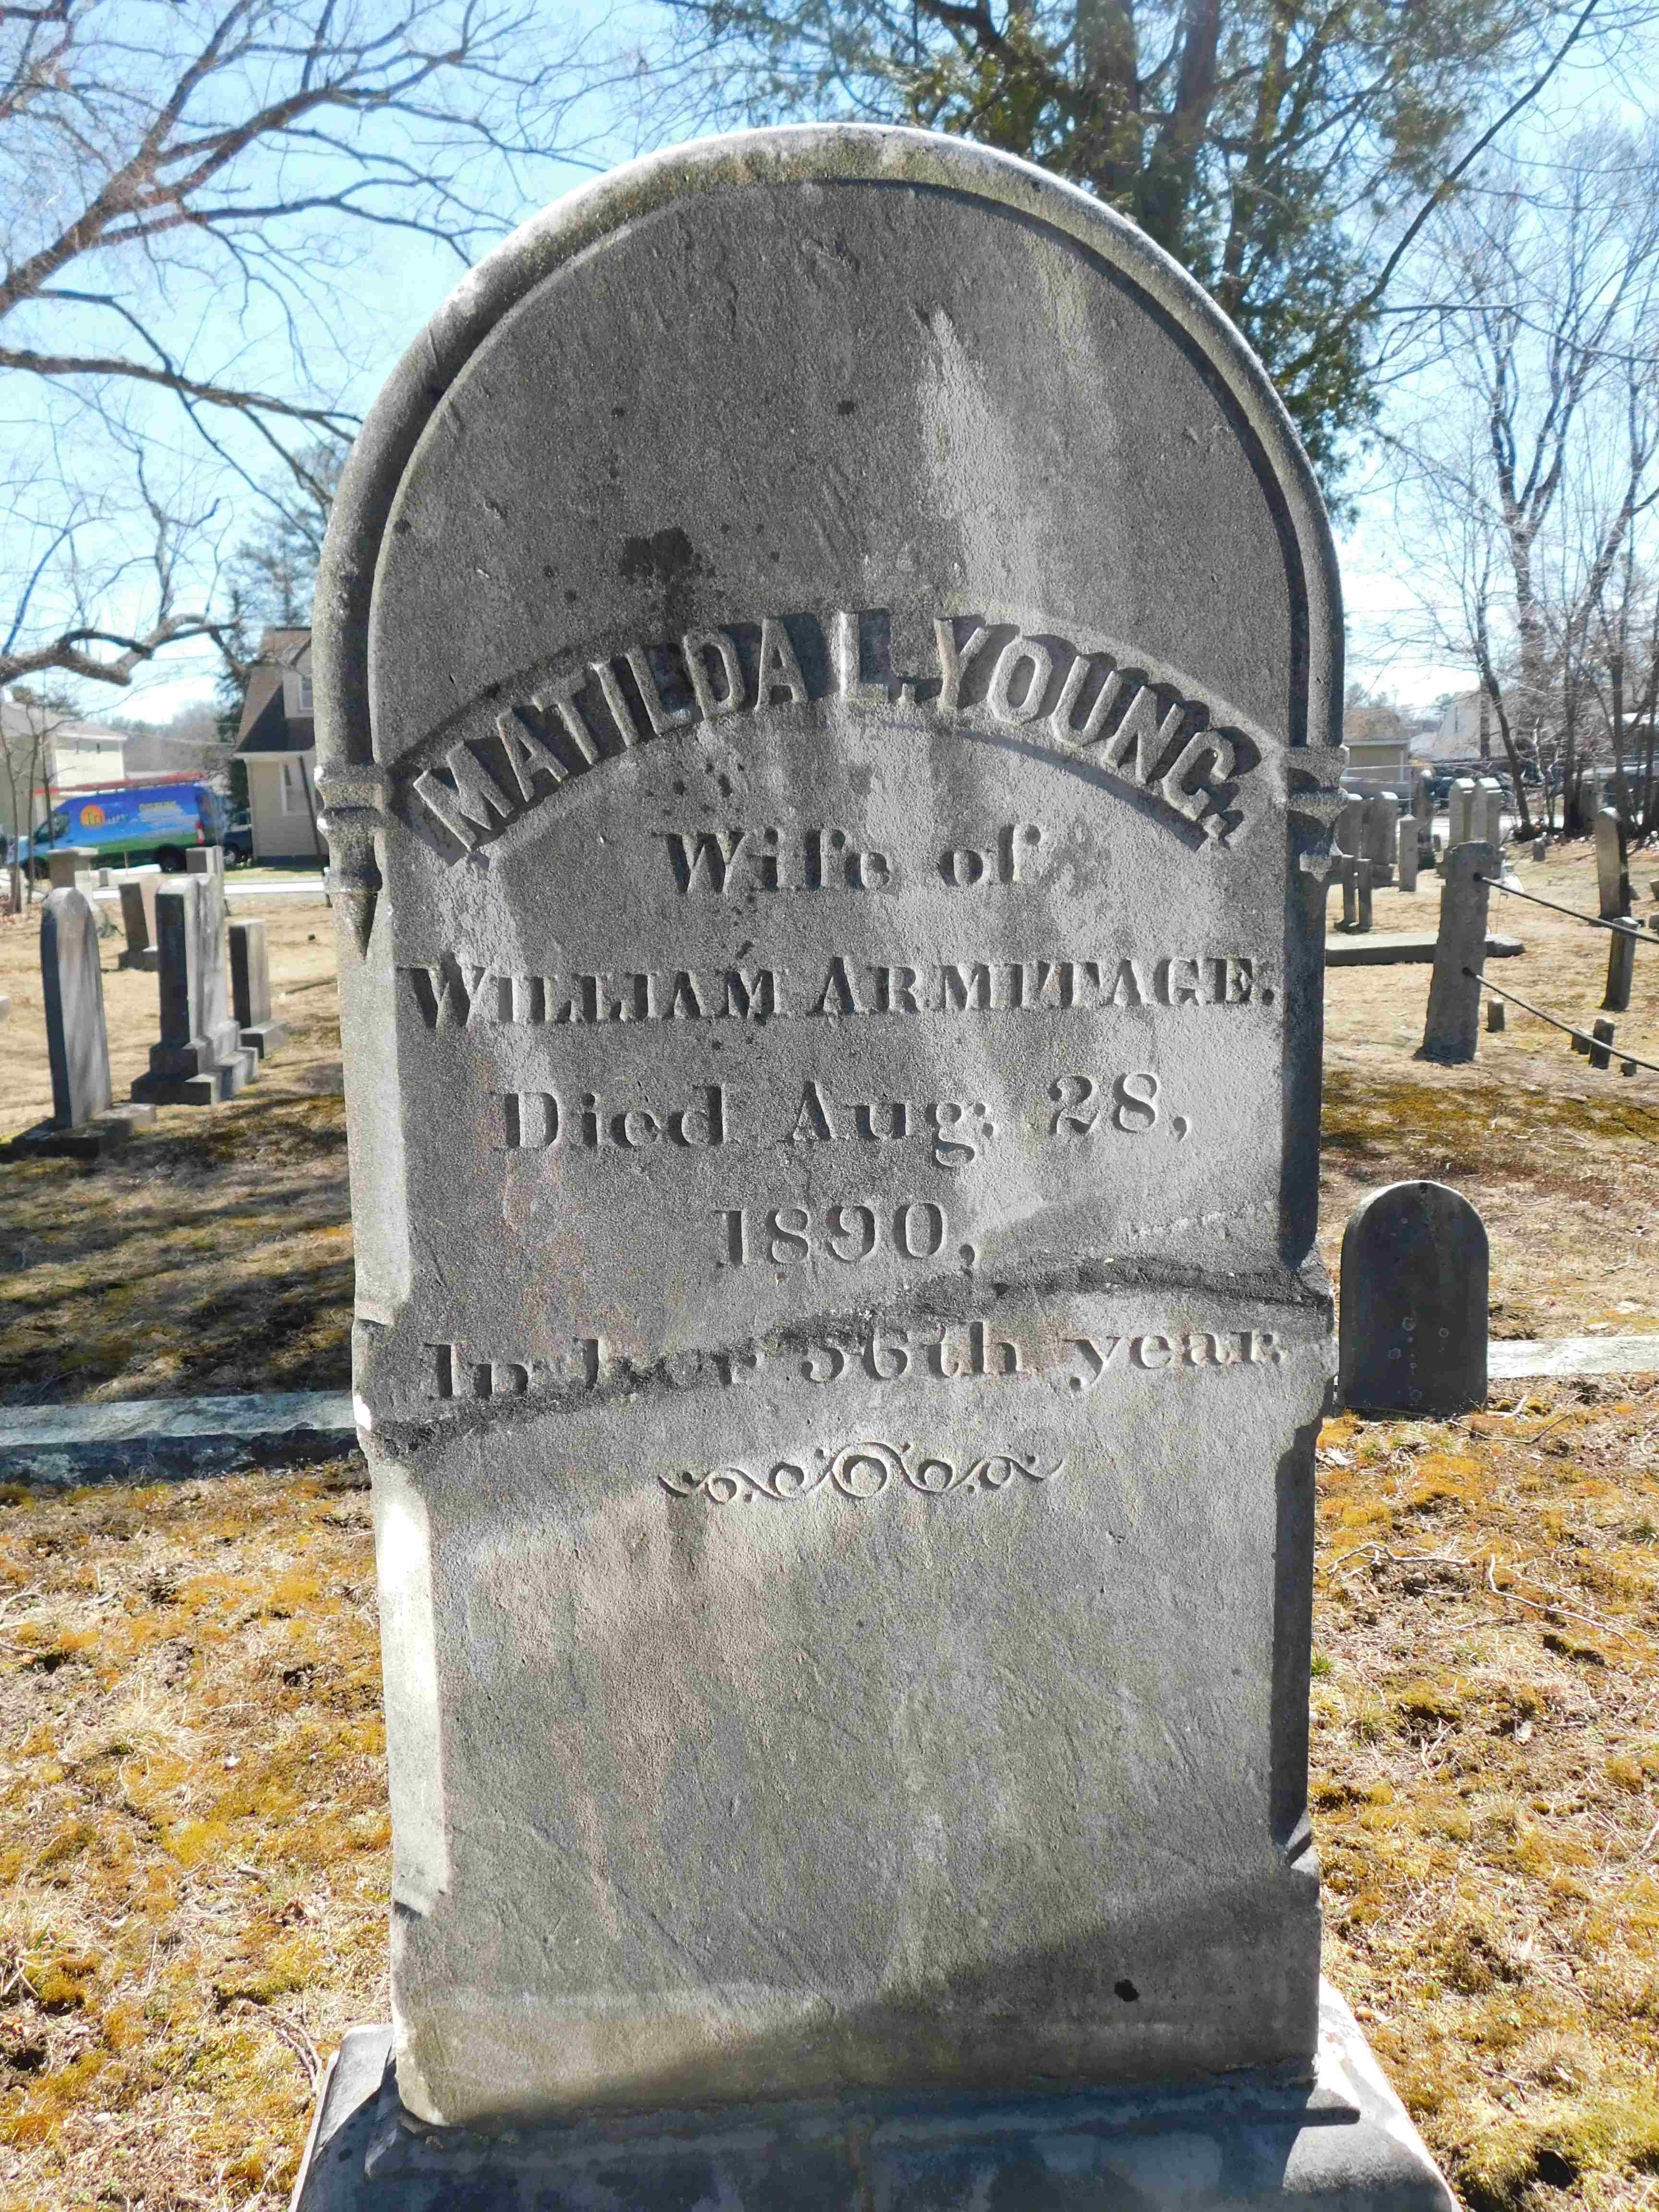 MATILDA L. YOUNG,
Wife of
WILLIAM ARMITAGE.
Died Aug. 28,
1890,
In her 56th year.